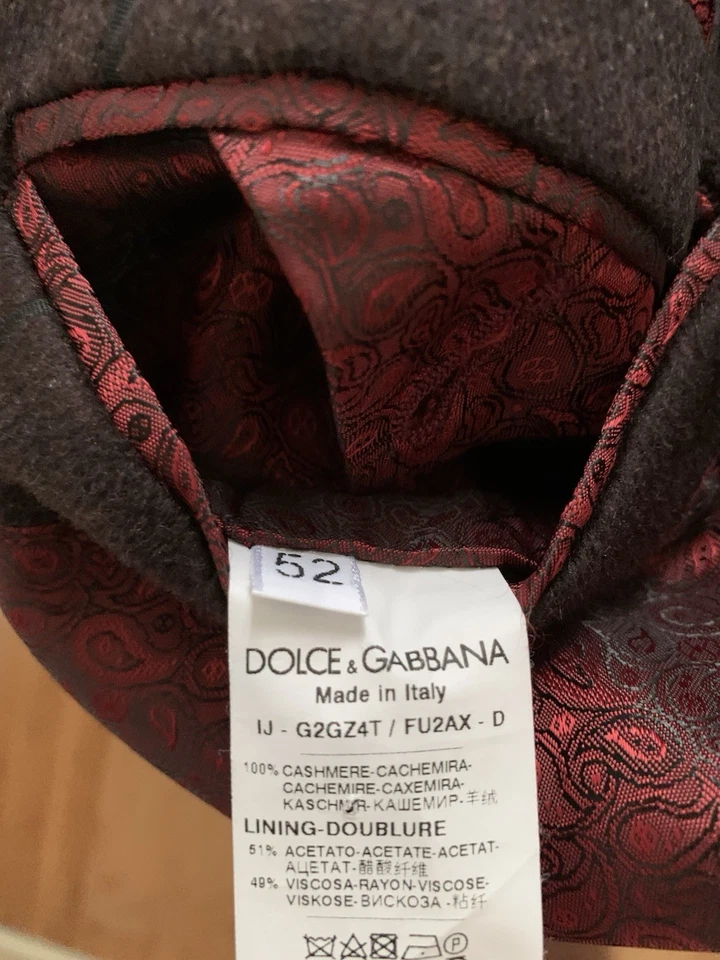 52
DOLCE & GABBANA
Made in Italy
IJ - G2GZ4T / FU2AX - D
100% CASHMERE-CACHEMIRA-
CACHEMIRE-CAXEMIRA-
KASCHMIR-КАШЕМИР-羊绒
LINING-DOUBLURE
51% ACETATO-ACETATE-ACETAT-
АЦЕТАТ-醋酸纤维
49% VISCOSA-RAYON-VISCOSE-
VISKOSE-ВИСКОЗА -粘纤
P